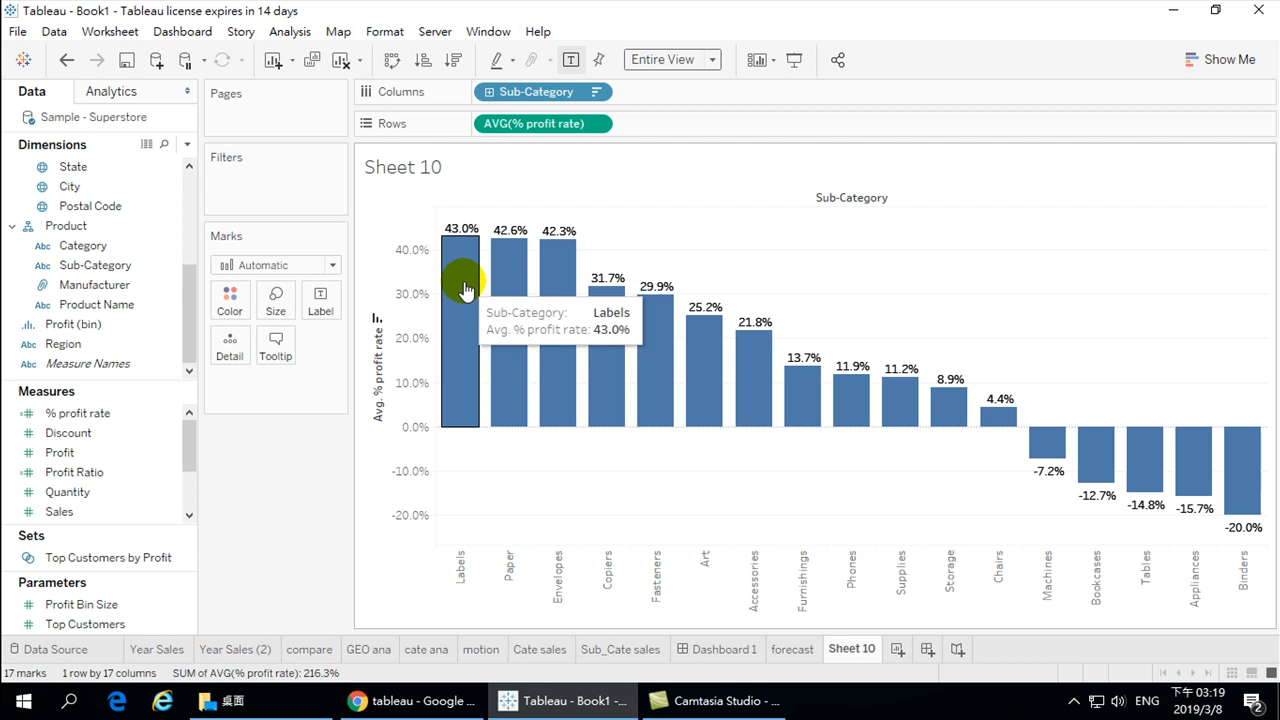 Tableau - Book1 - Tableau license expires in 14 days
File Data Worksheet Dashboard Story Analysis Map Format Server Window Help
Entire View
Show Me
Data Analytics
Sample - Superstore
Dimensions
State
City
Postal Code
Product
Category
Sub-Category
Manufacturer
Product Name
Profit (bin)
Region
Measure Names
Measures
% profit rate
Discount
Profit
Profit Ratio
Quantity
Sales
Sets
Top Customers by Profit
Parameters
Profit Bin Size
Top Customers
Pages
Filters
Marks
Automatic
Color Size Label
Detail Tooltip
Columns Sub-Category
Rows AVG(% profit rate)
Sheet 10
Sub-Category
Avg. % profit rate
40.0%
30.0%
20.0%
10.0%
0.0%
-10.0%
-20.0%
43.0% 42.6% 42.3% 31.7% 29.9% 25.2% 21.8% 13.7% 11.9% 11.2% 8.9% 4.4% -7.2% -12.7% -14.8% -15.7% -20.0%
Sub-Category: Labels
Avg. % profit rate: 43.0%
Labels Paper Envelopes Copiers Fasteners Art Accessories Furnishings Phones Supplies Storage Chairs Machines Bookcases Tables Appliances Binders
Data Source Year Sales Year Sales (2) compare GEO ana cate ana motion Cate sales Sub_Cate sales Dashboard 1 forecast Sheet 10
17 marks 1 row by 17 columns SUM of AVG(% profit rate): 216.3%
桌面 tableau - Google ... Tableau - Book1 -... Camtasia Studio - ... ENG 下午 03:19
2019/3/8 2